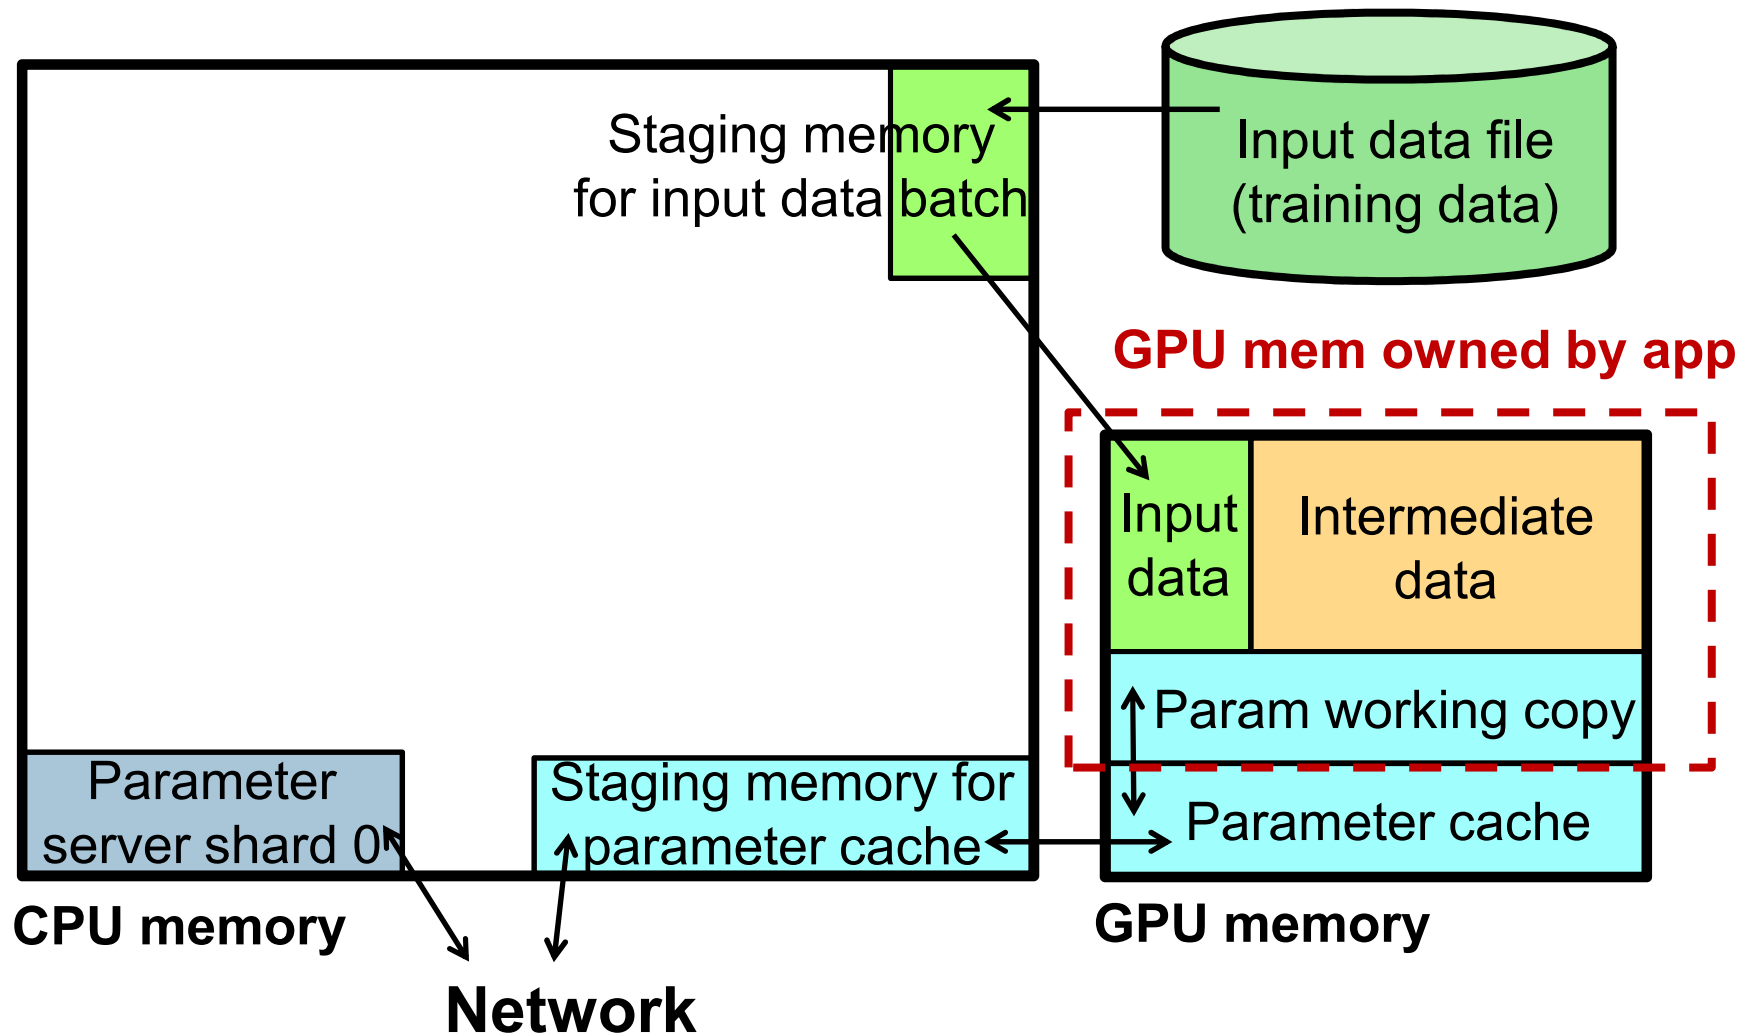 Staging memory
for input data batch
Input data file
(training data)
GPU mem owned by app
Input
data
Intermediate
data
Param working copy
Parameter cache
Parameter
server shard 0
Staging memory for
parameter cache
CPU memory
GPU memory
Network